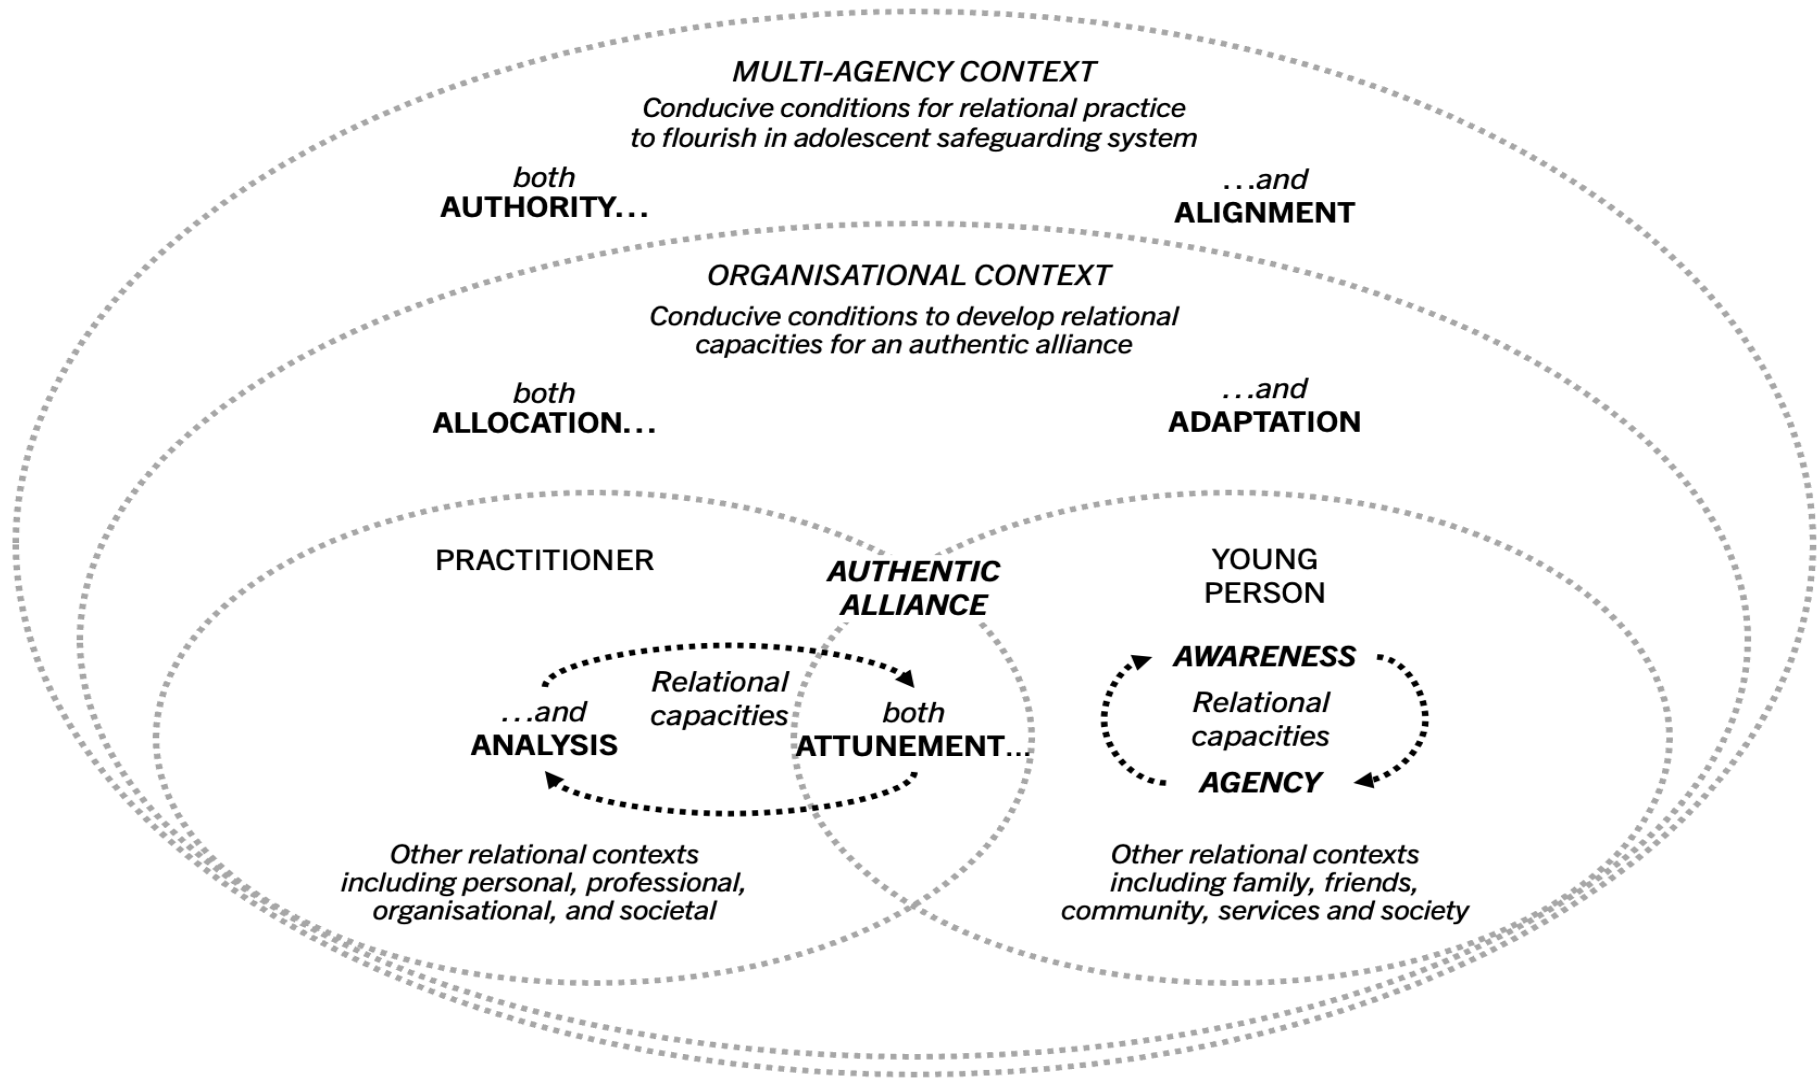 MULTI-AGENCY CONTEXT
Conducive conditions for relational practice
to flourish in adolescent safeguarding system
both
AUTHORITY...
...and
ALIGNMENT
ORGANISATIONAL CONTEXT
Conducive conditions to develop relational
capacities for an authentic alliance
both
ALLOCATION...
...and
ADAPTATION
PRACTITIONER
AUTHENTIC
ALLIANCE
YOUNG
PERSON
Relational
capacities
...and
ANALYSIS
both
ATTUNEMENT...
AWARENESS
Relational
capacities
AGENCY
Other relational contexts
including personal, professional,
organisational, and societal
Other relational contexts
including family, friends,
community, services and society